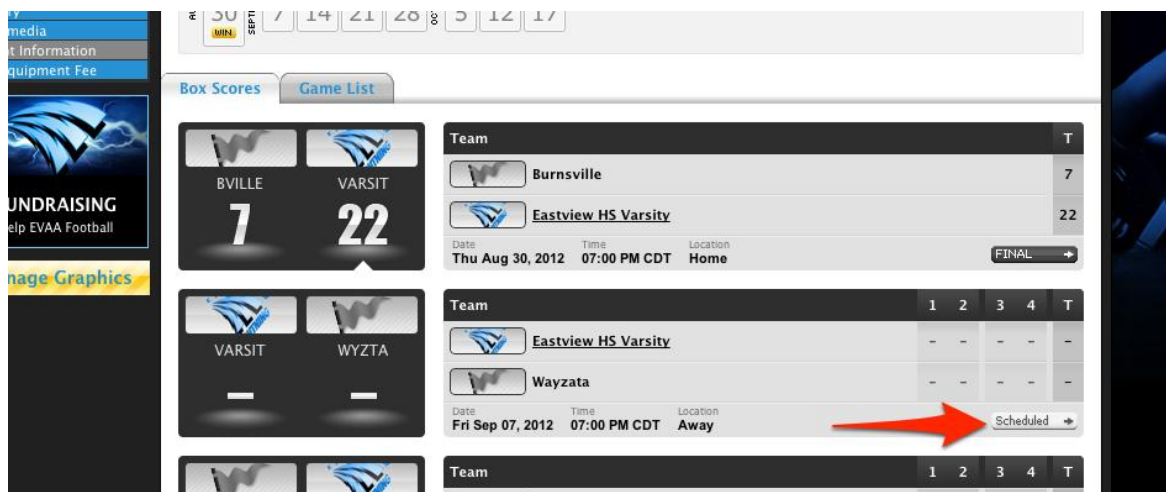 media
t Information
quipment Fee
30 7 14 21 28 5 12 17
WIN
Box Scores Game List
BVILLE VARSIT
7 22
Team T
Burnsville 7
Eastview HS Varsity 22
Date Time Location
Thu Aug 30, 2012 07:00 PM CDT Home
FINAL
UNDRAISING
elp EVAA Football
nage Graphics
VARSIT WYZTA
– –
Team 1 2 3 4 T
Eastview HS Varsity - - - - -
Wayzata - - - - -
Date Time Location
Fri Sep 07, 2012 07:00 PM CDT Away
Scheduled
Team 1 2 3 4 T